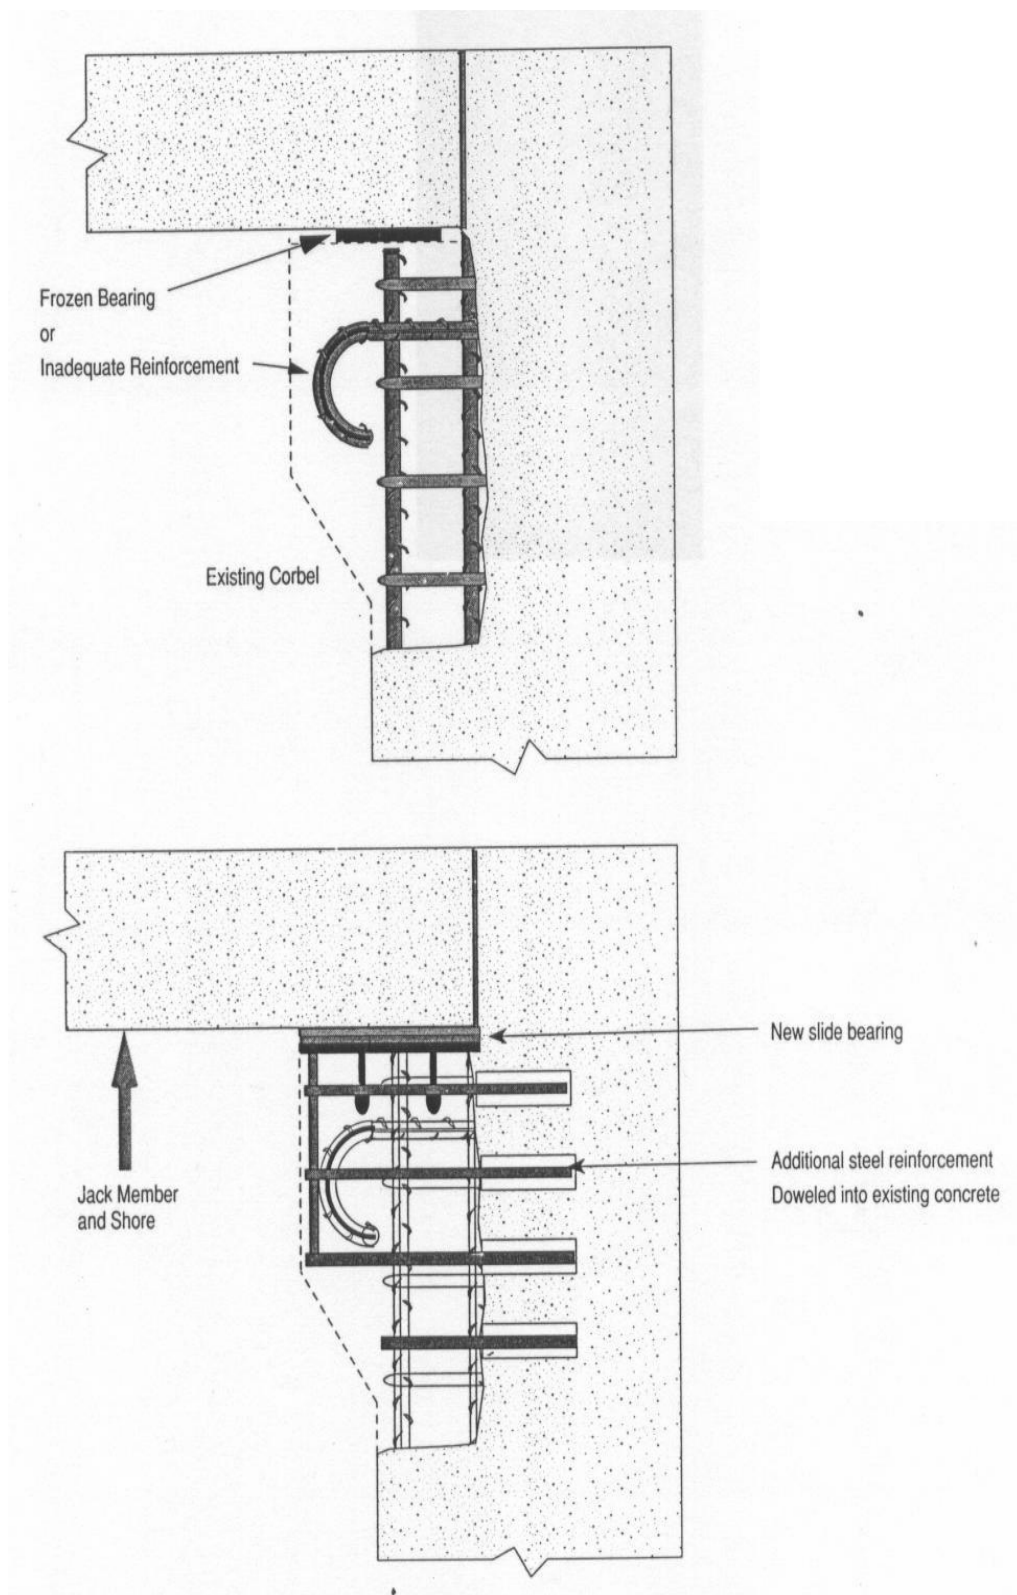 Frozen Bearing
or
Inadequate Reinforcement
Existing Corbel
New slide bearing
Additional steel reinforcement
Doweled into existing concrete
Jack Member
and Shore